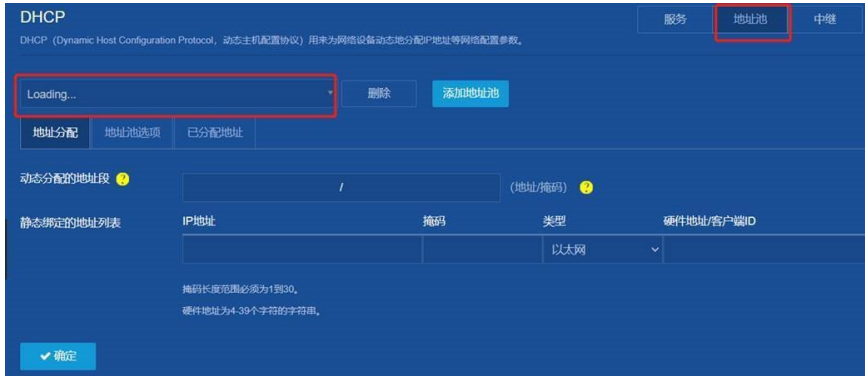 DHCP
服务 地址池 中继
DHCP（Dynamic Host Configuration Protocol，动态主机配置协议）用来为网络设备动态地分配IP地址等网络配置参数。
Loading... 删除 添加地址池
地址分配 地址池选项 已分配地址
动态分配的地址段 ? / (地址/掩码) ?
静态绑定的地址列表 IP地址 掩码 类型 硬件地址/客户端ID
以太网
掩码长度范围必须为1到30。
硬件地址为4-39个字符的字符串。
确定